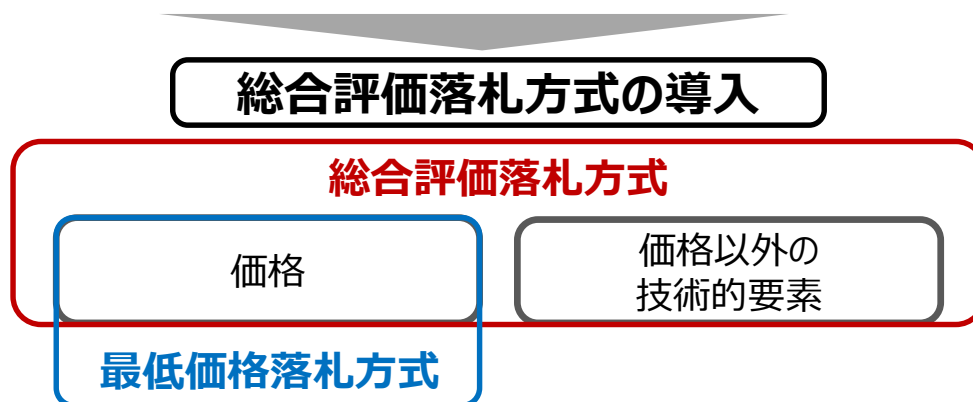 総合評価落札方式の導入
総合評価落札方式
価格
価格以外の
技術的要素
最低価格落札方式